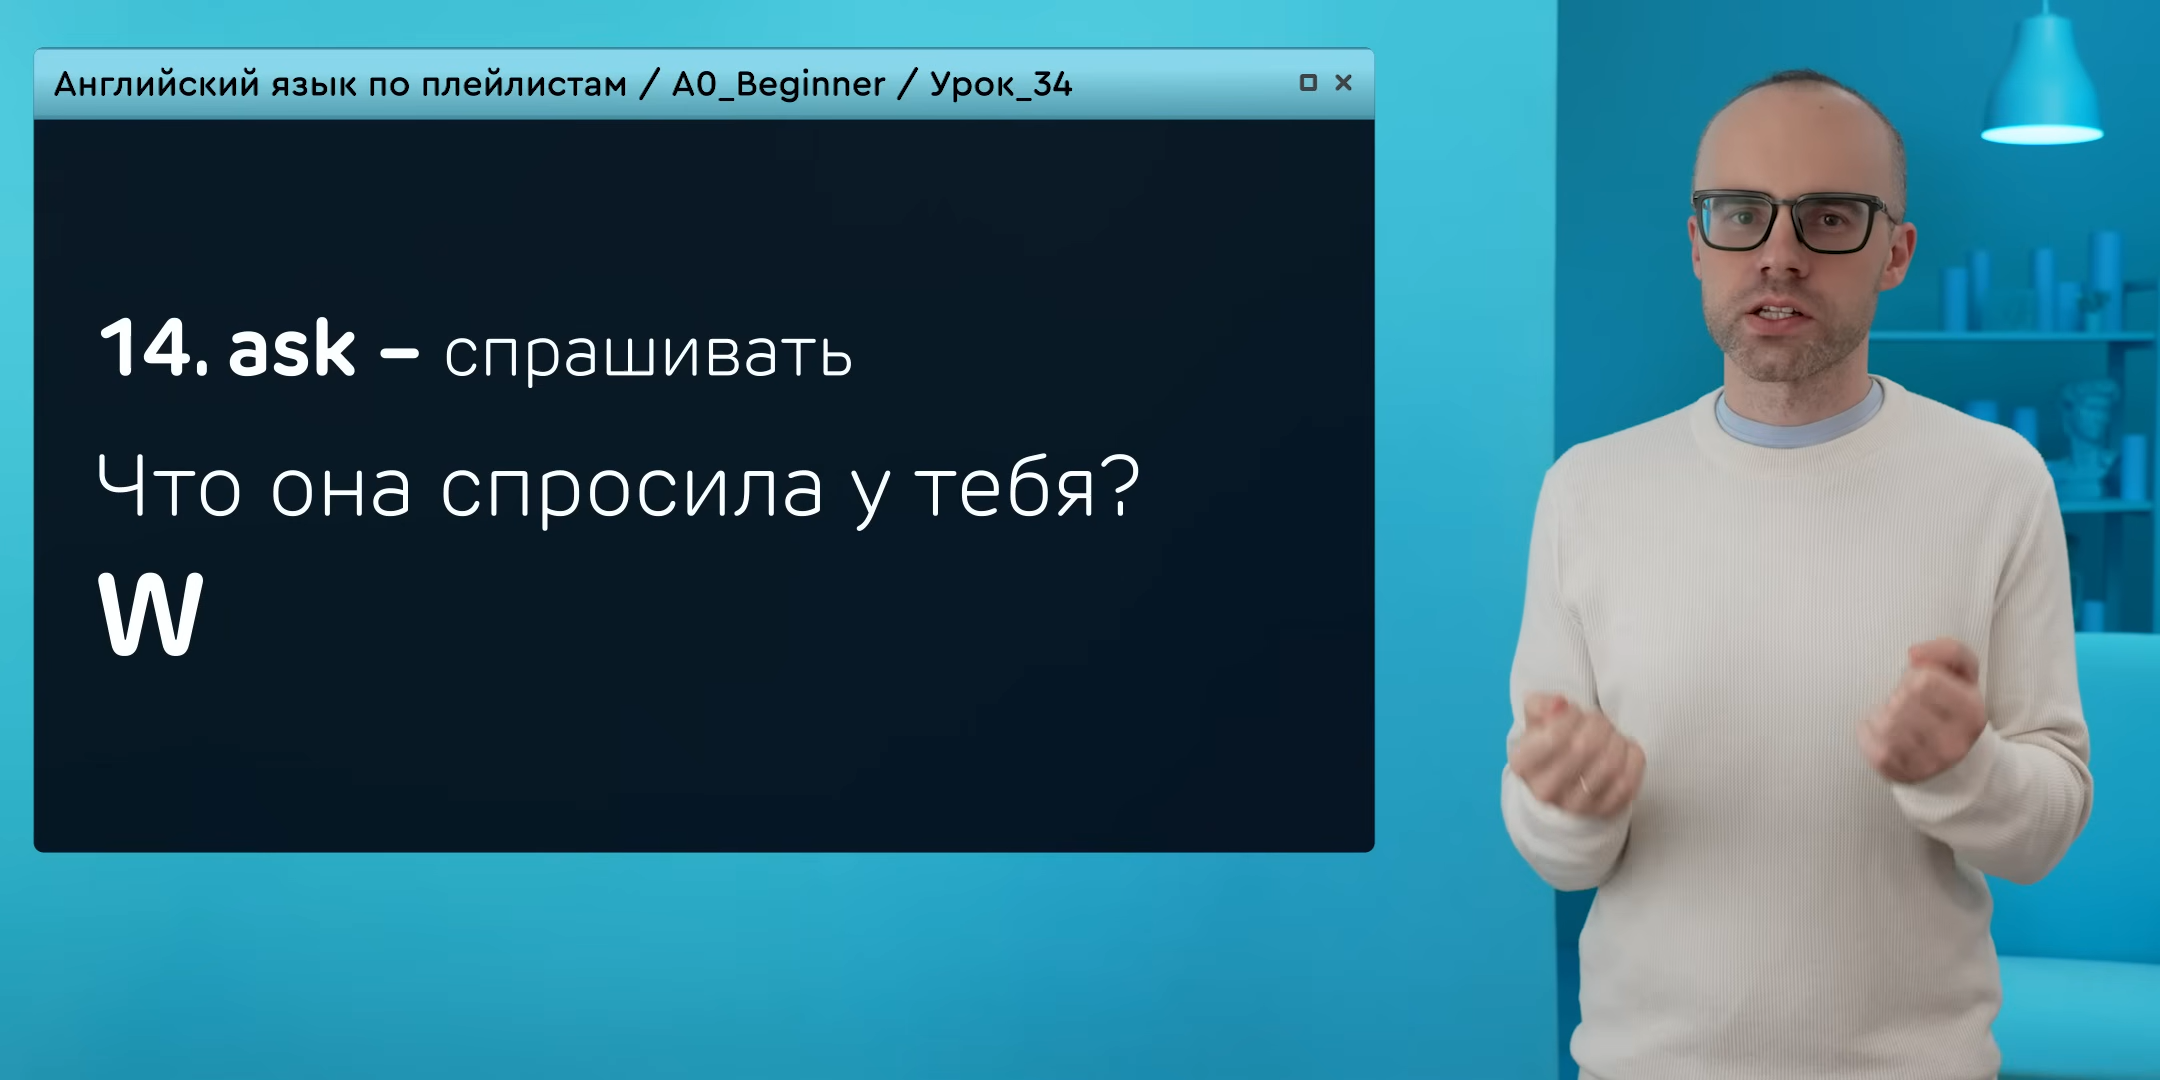 Английский язык по плейлистам / A0_Beginner / Урок_34
14. ask – спрашивать
Что она спросила у тебя?
W